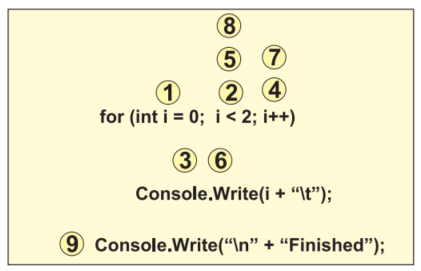 8
5 7
1 2 4
for (int i = 0; i < 2; i++)
3 6
Console.Write(i + “\t”);
9 Console.Write(“\n” + “Finished”);